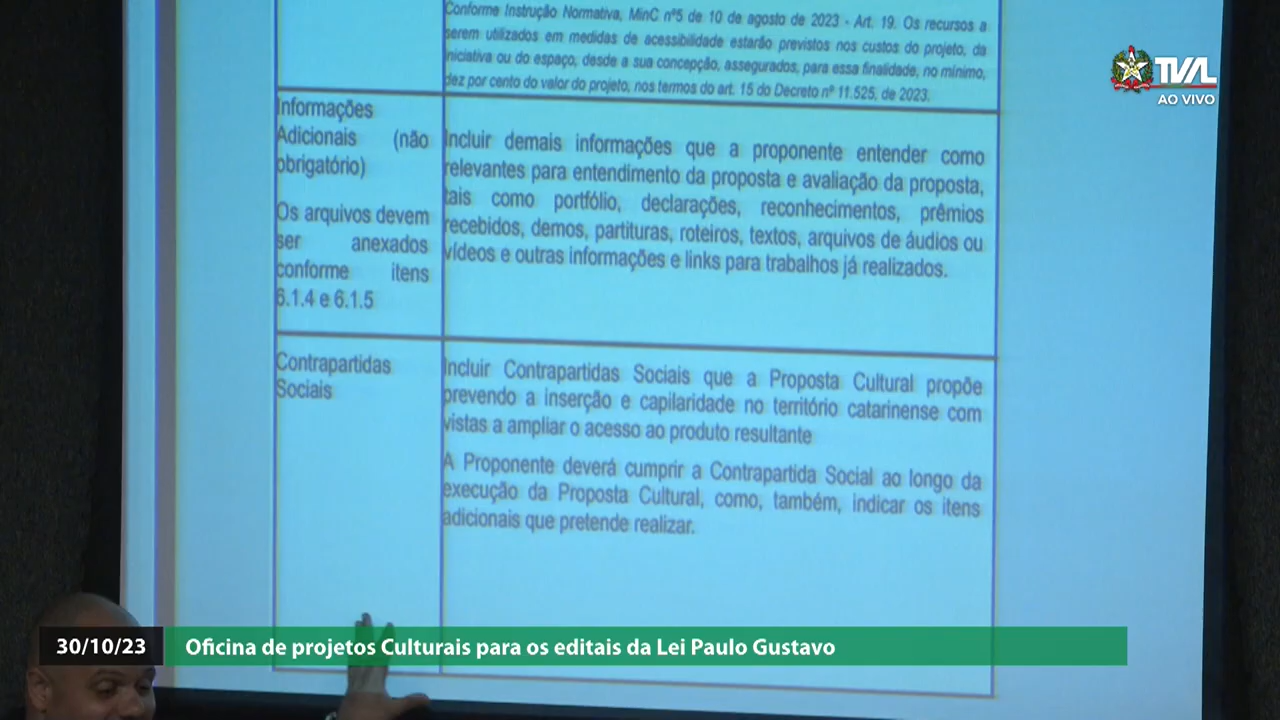 Conforme Instrução Normativa, MinC nº5 de 10 de agosto de 2023 - Art. 19. Os recursos a
serem utilizados em medidas de acessibilidade estarão previstos nos custos do projeto, da
iniciativa ou do espaço, desde a sua concepção, assegurados, para essa finalidade, no mínimo,
dez por cento do valor do projeto, nos termos do art. 15 do Decreto nº 11.525, de 2023.
TVAL
AO VIVO
Informações
Adicionais (não
obrigatório)
Os arquivos devem
ser anexados
conforme itens
6.1.4 e 6.1.5
Incluir demais informações que a proponente entender como
relevantes para entendimento da proposta e avaliação da proposta,
tais como portfólio, declarações, reconhecimentos, prêmios
recebidos, demos, partituras, roteiros, textos, arquivos de áudios ou
vídeos e outras informações e links para trabalhos já realizados.
Contrapartidas
Sociais
Incluir Contrapartidas Sociais que a Proposta Cultural propõe
prevendo a inserção e capilaridade no território catarinense com
vistas a ampliar o acesso ao produto resultante
A Proponente deverá cumprir a Contrapartida Social ao longo da
execução da Proposta Cultural, como, também, indicar os itens
adicionais que pretende realizar.
30/10/23
Oficina de projetos Culturais para os editais da Lei Paulo Gustavo